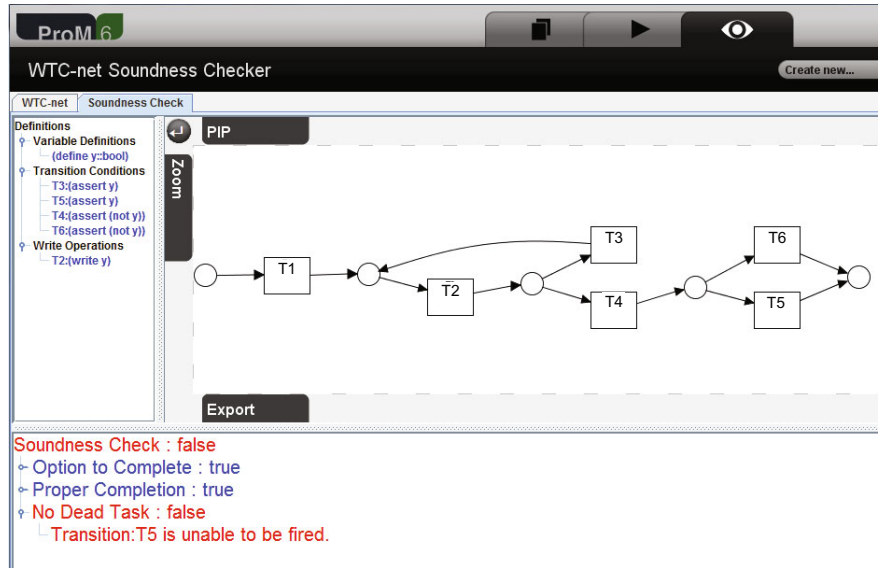 ProM 6
WTC-net Soundness Checker
Create new...
WTC-net
Soundness Check
Definitions
Variable Definitions
(define y::bool)
Transition Conditions
T3:(assert y)
T5:(assert y)
T4:(assert (not y))
T6:(assert (not y))
Write Operations
T2:(write y)
PIP
Zoom
T1
T2
T3
T4
T6
T5
Export
Soundness Check : false
Option to Complete : true
Proper Completion : true
No Dead Task : false
Transition:T5 is unable to be fired.